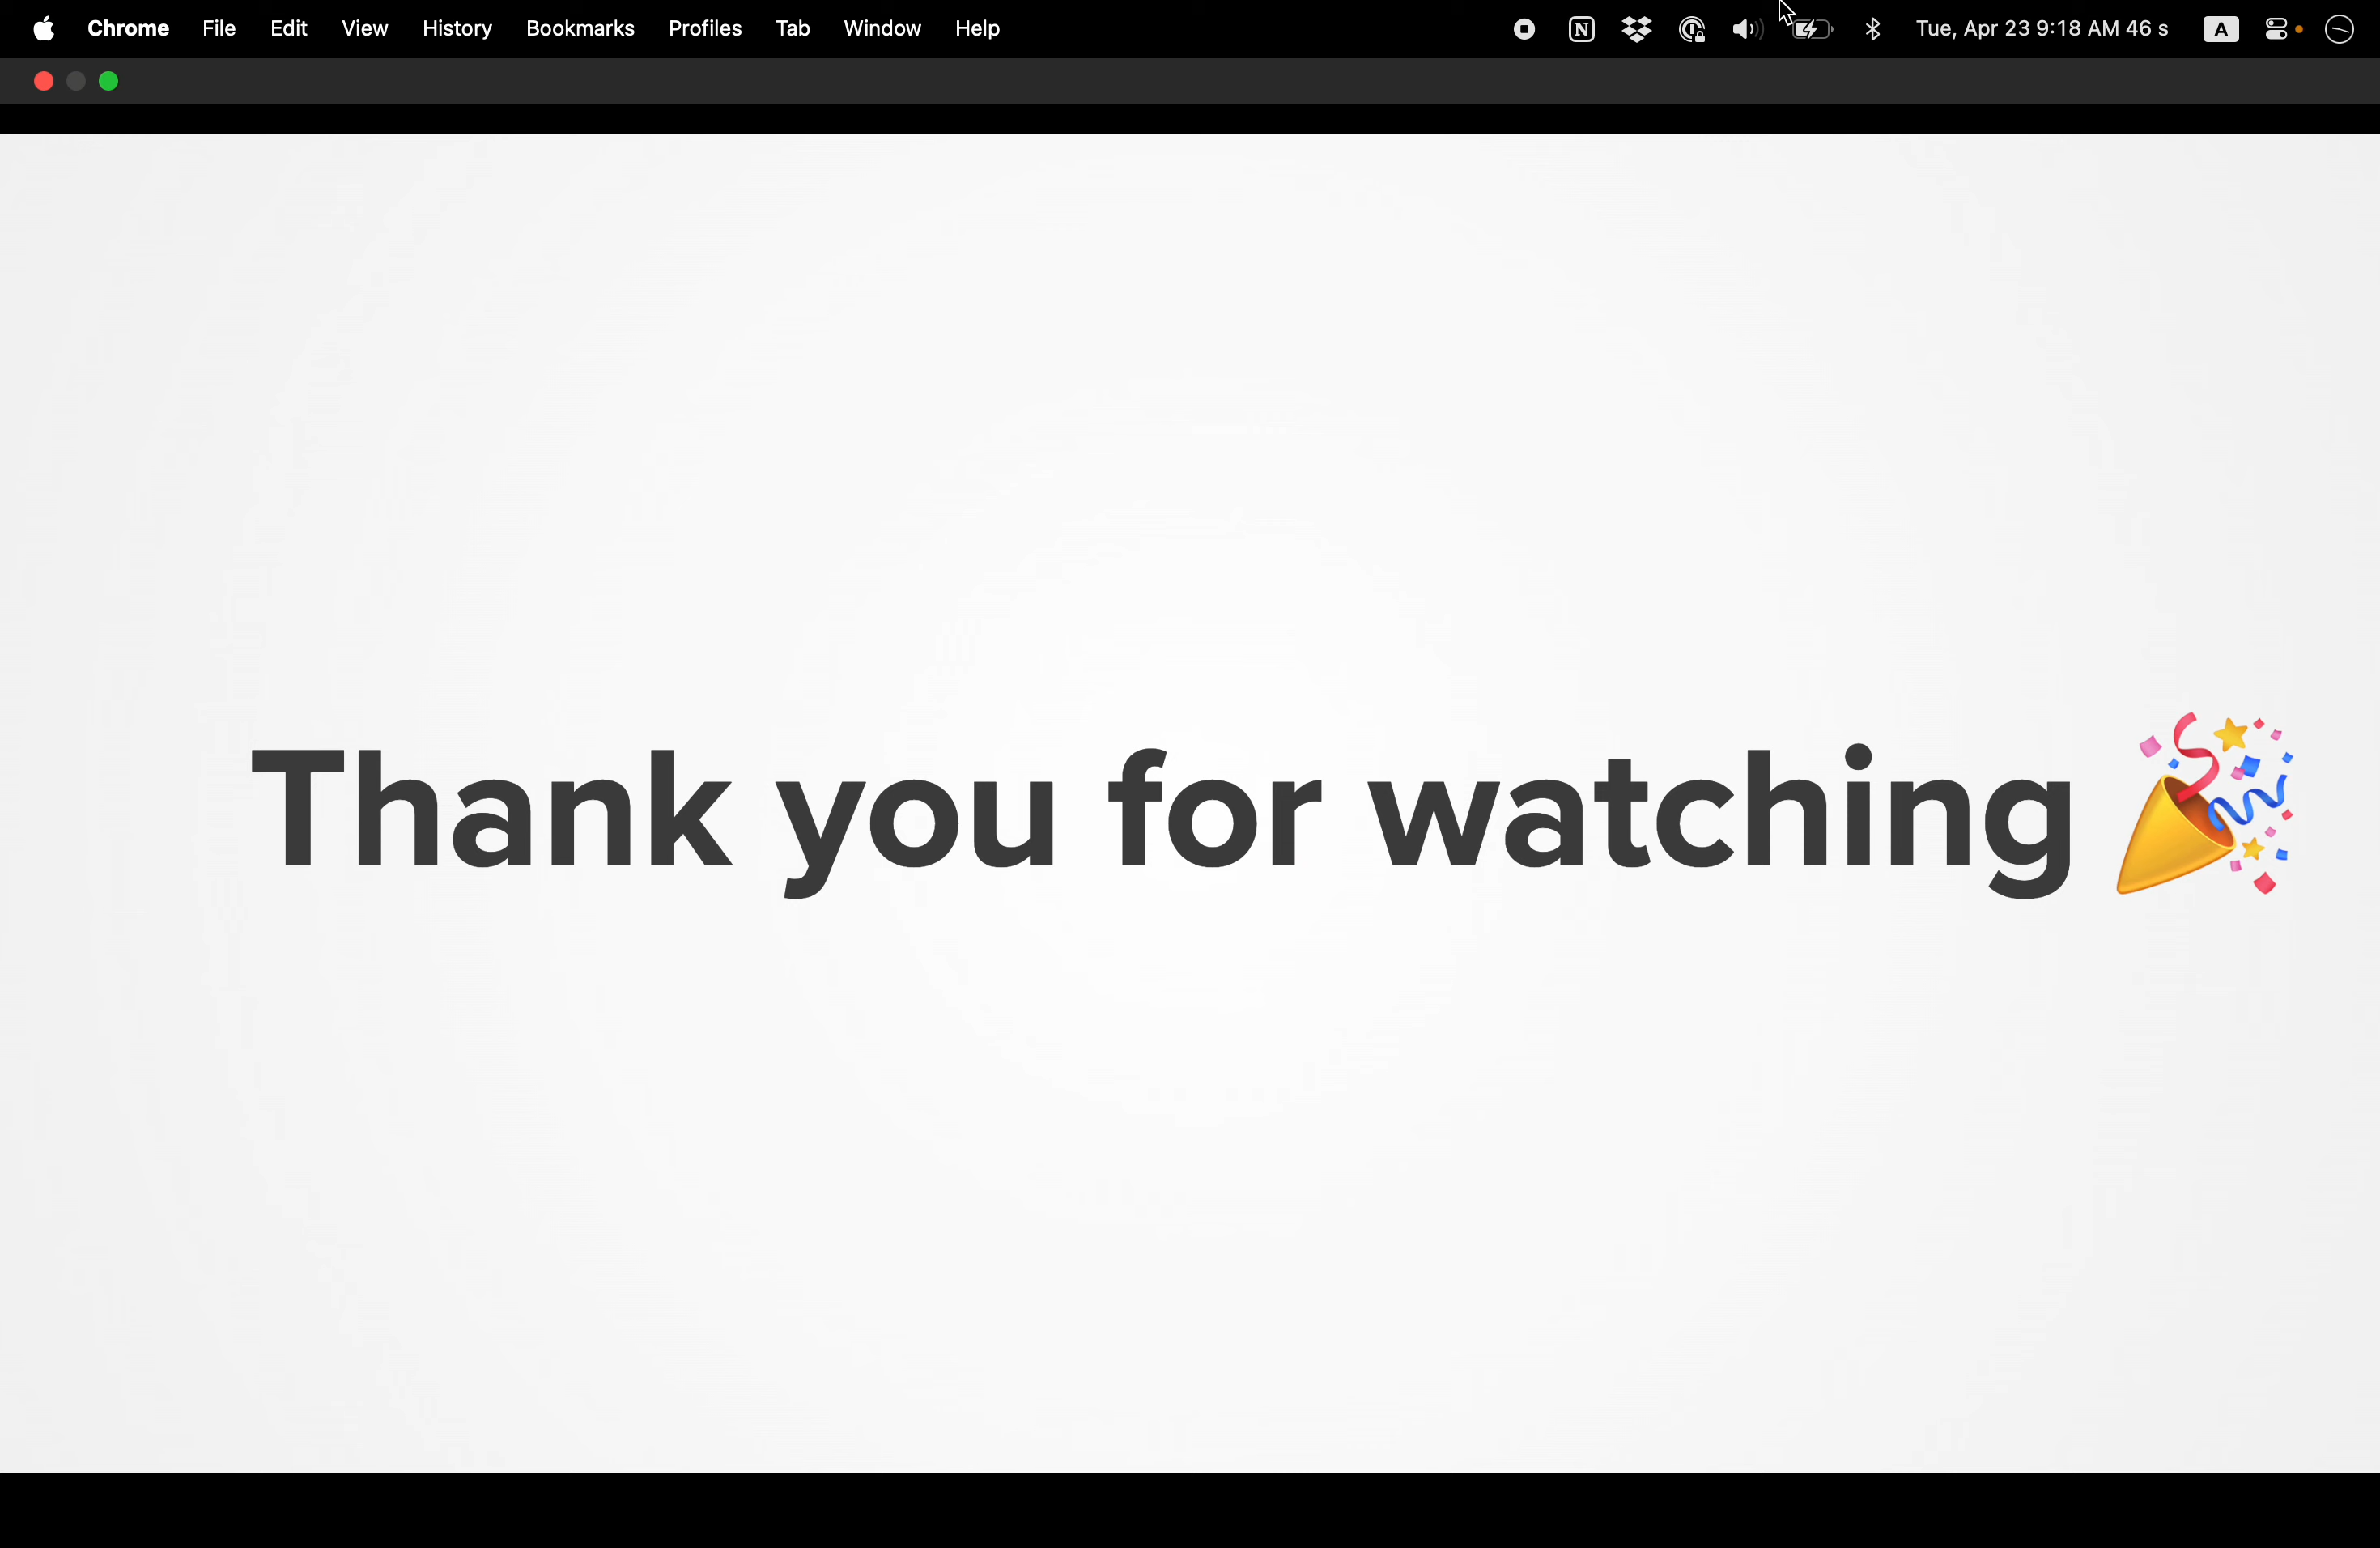 Chrome File Edit View History Bookmarks Profiles Tab Window Help N Tue, Apr 23 9:18 AM 46 s A
Thank you for watching 🎉